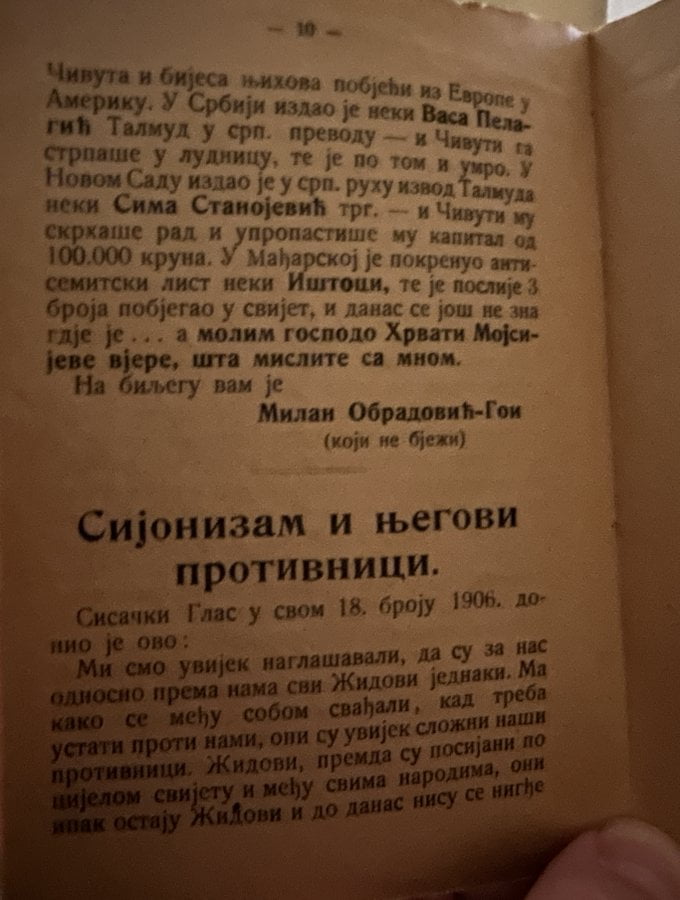 — 10 —
Чивута и бијеса њихова побјећи из Европе у
Америку. У Србији издао је неки Васа Пела-
гић Талмуд у срп. преводу — и Чивути га
стрпаше у лудницу, те је по том и умро. У
Новом Саду издао је у срп. руху извод Талмуда
неки Сима Станојевић трг. — и Чивути му
скрхаше рад и упропастише му капитал од
100.000 круна. У Мађарској је покренуо анти-
семитски лист неки Иштоци, те је послије 3
броја побјегао у свијет, и данас се још не зна
гдје је... а молим господо Хрвати Мојси-
јеве вјере, шта мислите са мном.
На биљегу вам је
Милан Обрадовић-Гои
(који не бјежи)
Сијонизам и његови
противници.
Сисачки Глас у свом 18. броју 1906. до-
нио је ово:
Ми смо увијек наглашавали, да су за нас
односно према нама сви Жидови једнаки. Ма
како се међу собом свађали, кад треба
устати проти нами, они су увијек сложни наши
противници. Жидови, премда су посијани по
цијелом свијету и међу свима народима, они
ипак остају Жидови и до данас нису се нигђе